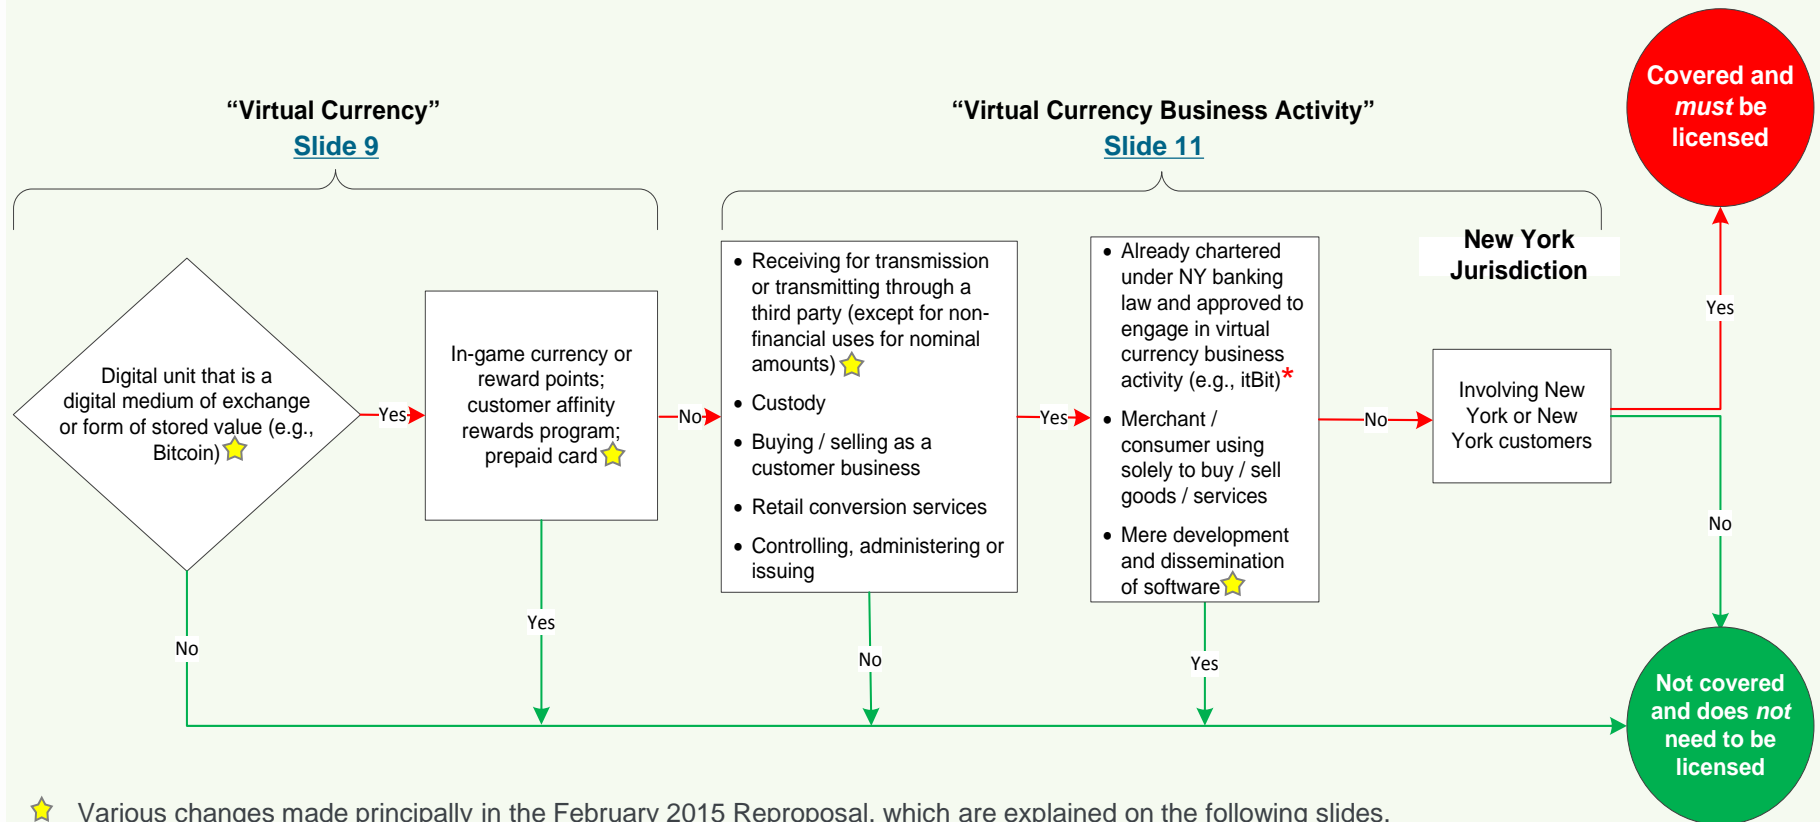 “Virtual Currency”
Slide 9
“Virtual Currency Business Activity”
Slide 11
Covered and
must be
licensed
Digital unit that is a
digital medium of exchange
or form of stored value (e.g.,
Bitcoin)
Yes
No
In-game currency or
reward points;
customer affinity
rewards program;
prepaid card
No
Yes
• Receiving for transmission
or transmitting through a
third party (except for non-
financial uses for nominal
amounts)
• Custody
• Buying / selling as a
customer business
• Retail conversion services
• Controlling, administering or
issuing
Yes
No
• Already chartered
under NY banking
law and approved to
engage in virtual
currency business
activity (e.g., itBit)*
• Merchant /
consumer using
solely to buy / sell
goods / services
• Mere development
and dissemination
of software
No
Yes
New York
Jurisdiction
Involving New
York or New
York customers
Yes
No
Not covered
and does not
need to be
licensed
Various changes made principally in the February 2015 Reproposal, which are explained on the following slides.